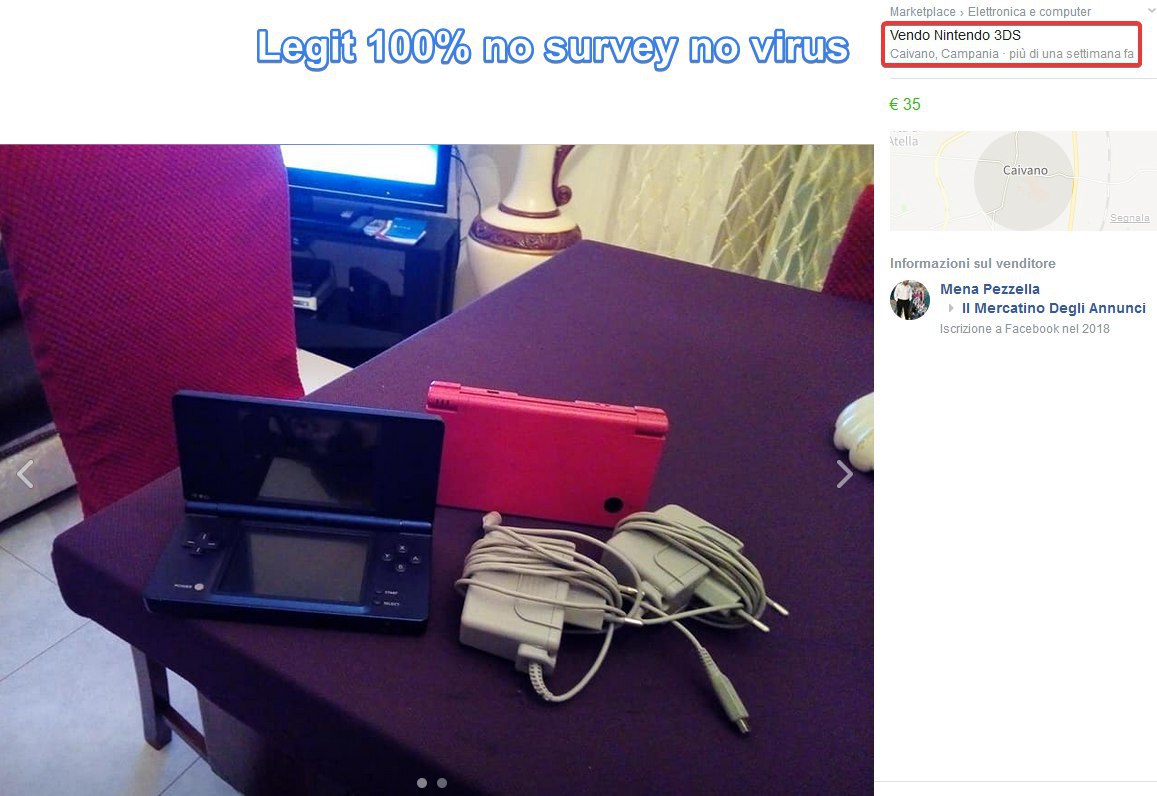 Legit 100% no survey no virus
Marketplace › Elettronica e computer
Vendo Nintendo 3DS
Caivano, Campania · più di una settimana fa
€ 35
Atella
Caivano
Segnala
Informazioni sul venditore
Mena Pezzella
Il Mercatino Degli Annunci
Iscrizione a Facebook nel 2018
X
Y
A
B
POWER
START
SELECT